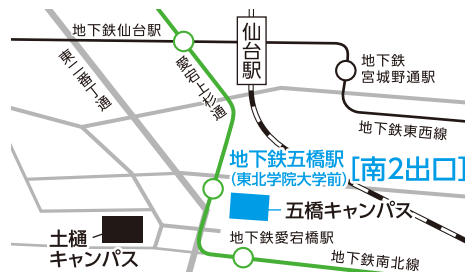 地下鉄仙台駅
仙台駅
地下鉄
宮城野通駅
東二番丁通
愛宕上杉通
地下鉄東西線
地下鉄五橋駅
(東北学院大学前)
[南2出口]
五橋キャンパス
土樋
キャンパス
地下鉄愛宕橋駅
地下鉄南北線